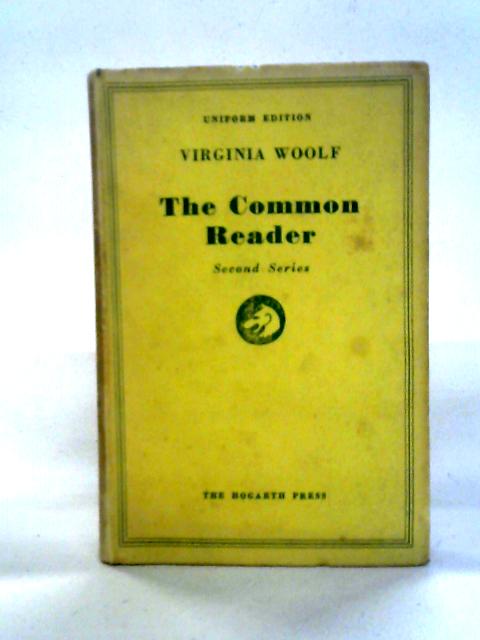 UNIFORM EDITION
VIRGINIA WOOLF
The Common
Reader
Second Series
THE HOGARTH PRESS